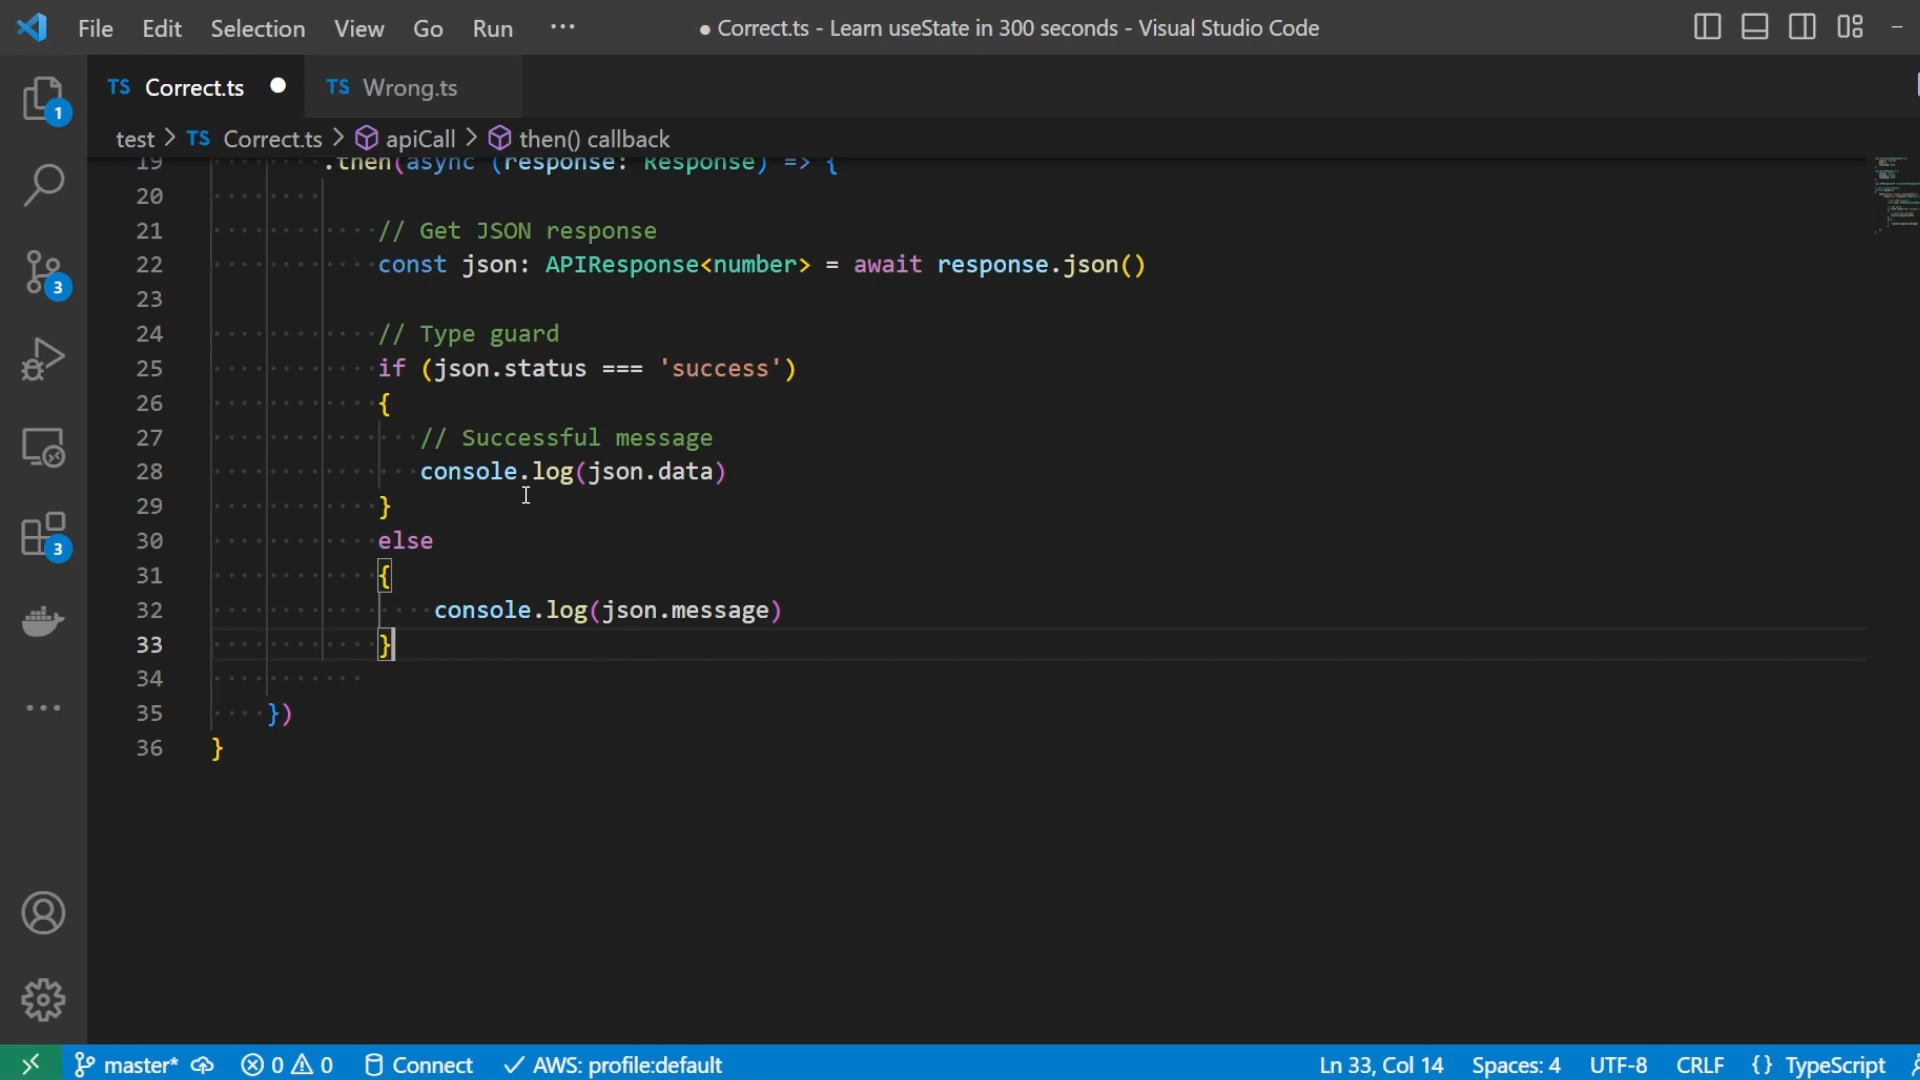 File Edit Selection View Go Run ··· ● Correct.ts - Learn useState in 300 seconds - Visual Studio Code
TS Correct.ts ● TS Wrong.ts
test > TS Correct.ts > apiCall > then() callback
19 .then(async (response: Response) => {
20
21 // Get JSON response
22 const json: APIResponse<number> = await response.json()
23
24 // Type guard
25 if (json.status === 'success')
26 {
27 // Successful message
28 console.log(json.data)
29 }
30 else
31 {
32 console.log(json.message)
33 }
34
35 })
36 }
1
3
3
master* 0 0 Connect AWS: profile:default Ln 33, Col 14 Spaces: 4 UTF-8 CRLF {} TypeScript